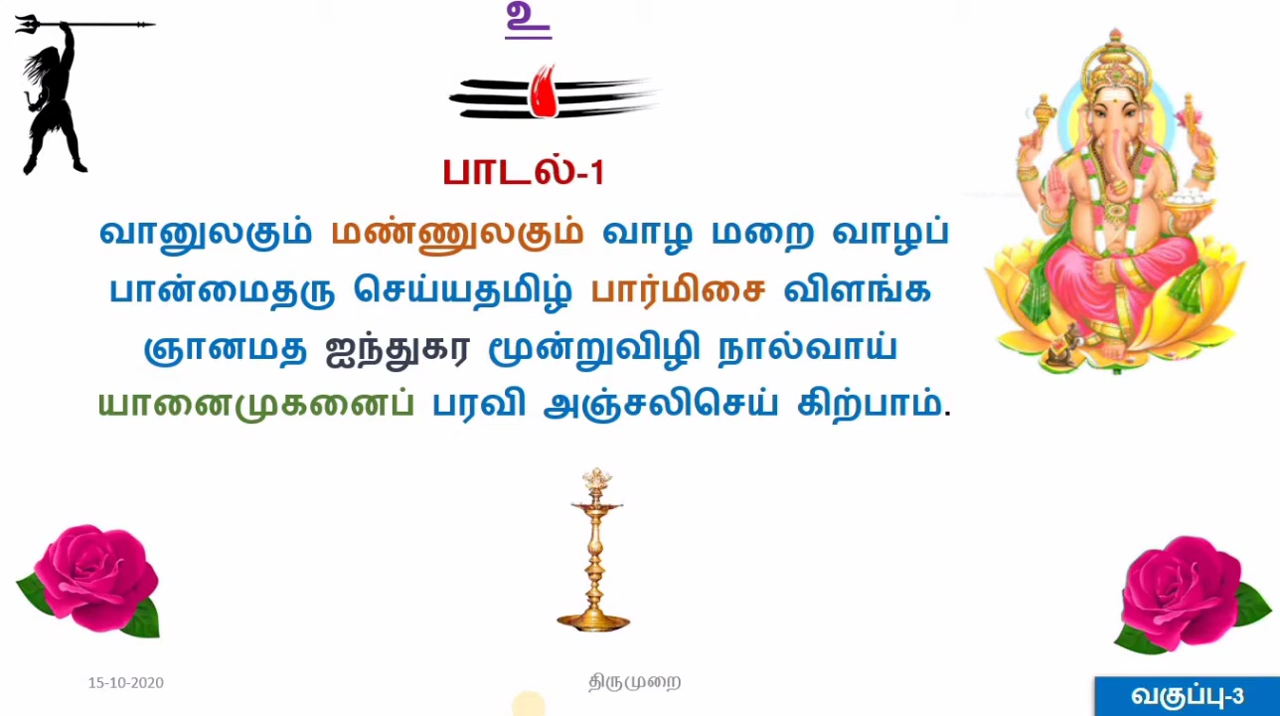 உ
பாடல்-1
வானுலகும் மண்ணுலகும் வாழ மறை வாழப்
பான்மைதரு செய்யதமிழ் பார்மிசை விளங்க
ஞானமத ஐந்துகர மூன்றுவிழி நால்வாய்
யானைமுகனைப் பரவி அஞ்சலிசெய் கிற்பாம்.
15-10-2020
திருமுறை
வகுப்பு-3